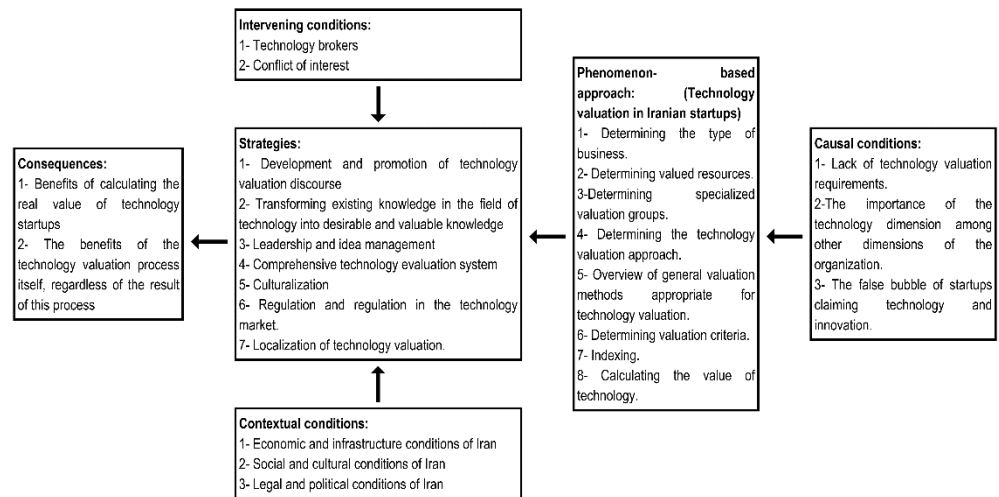 Intervening conditions:
1- Technology brokers
2- Conflict of interest
Consequences:
1- Benefits of calculating the
real value of technology
startups
2- The benefits of the
technology valuation process
itself, regardless of the result
of this process
Strategies:
1- Development and promotion of technology
valuation discourse
2- Transforming existing knowledge in the field of
technology into desirable and valuable knowledge
3- Leadership and idea management
4- Comprehensive technology evaluation system
5- Culturalization
6- Regulation and regulation in the technology
market.
7- Localization of technology valuation.
Phenomenon- based
approach: (Technology
valuation in Iranian startups)
1- Determining the type of
business.
2- Determining valued resources.
3-Determining specialized
valuation groups.
4- Determining the technology
valuation approach.
5- Overview of general valuation
methods appropriate for
technology valuation.
6- Determining valuation criteria.
7- Indexing.
8- Calculating the value of
technology.
Causal conditions:
1- Lack of technology valuation
requirements.
2-The importance of the
technology dimension among
other dimensions of the
organization.
3- The false bubble of startups
claiming technology and
innovation.
Contextual conditions:
1- Economic and infrastructure conditions of Iran
2- Social and cultural conditions of Iran
3- Legal and political conditions of Iran